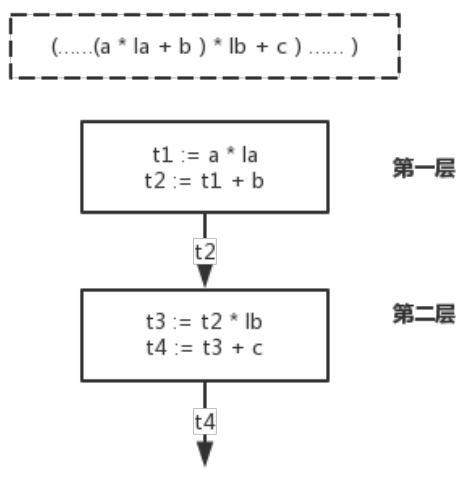 (……(a * la + b ) * lb + c ) …… )
t1 := a * la
t2 := t1 + b
第一层
t2
t3 := t2 * lb
t4 := t3 + c
第二层
t4